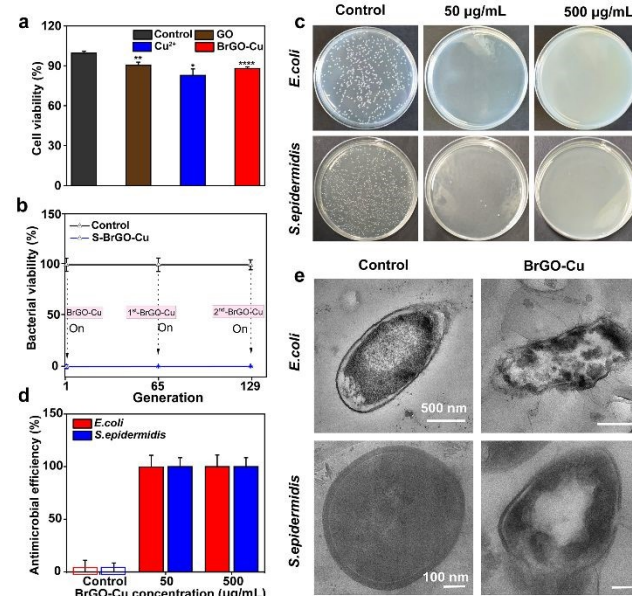 a
Control
GO
Cu²⁺
BrGO-Cu
Cell viability (%)
120
90
60
30
0
**
*
****
b
Control
S-BrGO-Cu
Bacterial viability (%)
150
100
50
0
BrGO-Cu
On
1ˢᵗ-BrGO-Cu
On
2ⁿᵈ-BrGO-Cu
On
1
65
129
Generation
d
E.coli
S.epidermidis
Antimicrobial efficiency (%)
150
100
50
0
Control
50
500
BrGO-Cu concentration (µg/mL)
c
Control
50 µg/mL
500 µg/mL
E.coli
S.epidermidis
e
Control
BrGO-Cu
E.coli
500 nm
S.epidermidis
100 nm